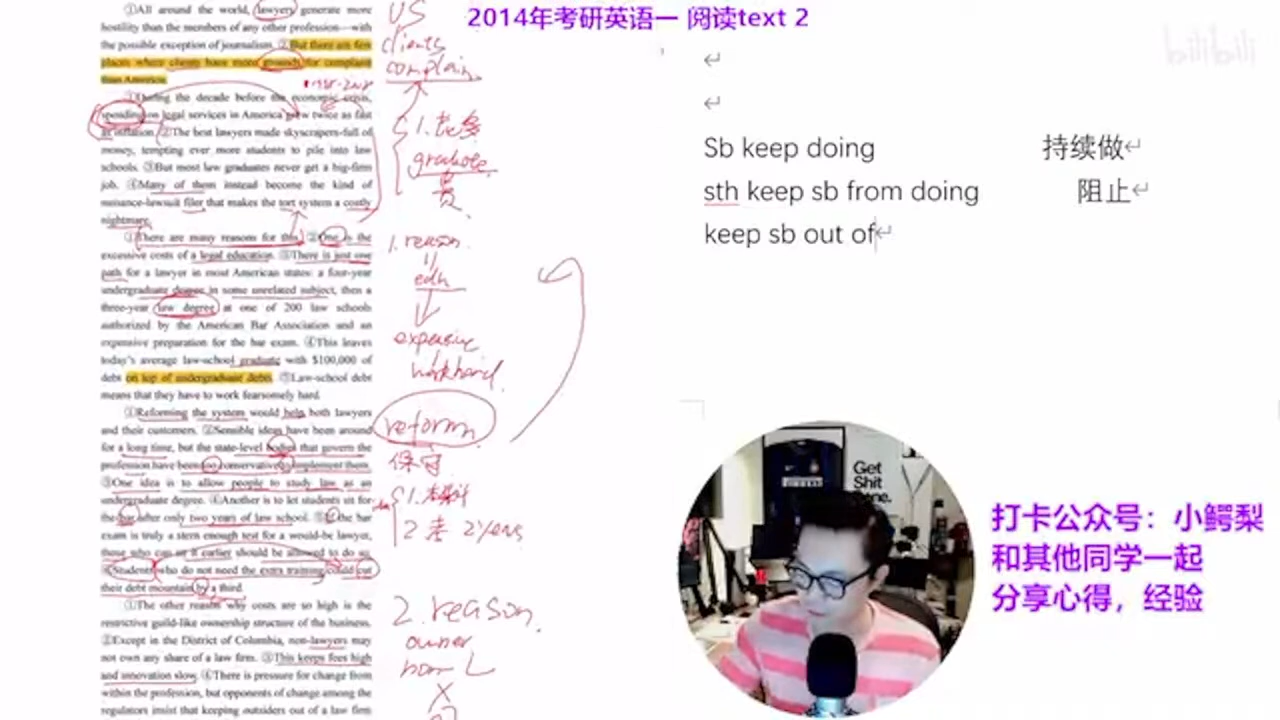 2014年考研英语一 阅读text 2
bilibili
①All around the world, lawyers generate more
hostility than the members of any other profession—with
the possible exception of journalism. ②But there are few
places where clients have more grounds for complaint
than America.
①During the decade before the economic crisis,
spending on legal services in America grew twice as fast
as inflation. ②The best lawyers made skyscrapers-full of
money, tempting ever more students to pile into law
schools. ③But most law graduates never get a big-firm
job. ④Many of them instead become the kind of
nuisance-lawsuit filer that makes the tort system a costly
nightmare.
①There are many reasons for this. ②One is the
excessive costs of a legal education. ③There is just one
path for a lawyer in most American states: a four-year
undergraduate degree in some unrelated subject, then a
three-year law degree at one of 200 law schools
authorized by the American Bar Association and an
expensive preparation for the bar exam. ④This leaves
today's average law-school graduate with $100,000 of
debt on top of undergraduate debts. ⑤Law-school debt
means that they have to work fearsomely hard.
①Reforming the system would help both lawyers
and their customers. ②Sensible ideas have been around
for a long time, but the state-level bodies that govern the
profession have been too conservative to implement them.
③One idea is to allow people to study law as an
undergraduate degree. ④Another is to let students sit for
the bar after only two years of law school. ⑤If the bar
exam is truly a stern enough test for a would-be lawyer,
those who can sit it earlier should be allowed to do so.
⑥Students who do not need the extra training could cut
their debt mountain by a third.
①The other reason why costs are so high is the
restrictive guild-like ownership structure of the business.
②Except in the District of Columbia, non-lawyers may
not own any share of a law firm. ③This keeps fees high
and innovation slow. ④There is pressure for change from
within the profession, but opponents of change among the
regulators insist that keeping outsiders out of a law firm
US
clients
complain
graduate
贵
1.reason
edu
expensive
workhard
reform
保守
2 考 2years
2.reason
owner
non L
X
Sb keep doing 持续做
sth keep sb from doing 阻止
keep sb out of
Get
Shit
Done.
打卡公众号：小鳄梨
和其他同学一起
分享心得，经验